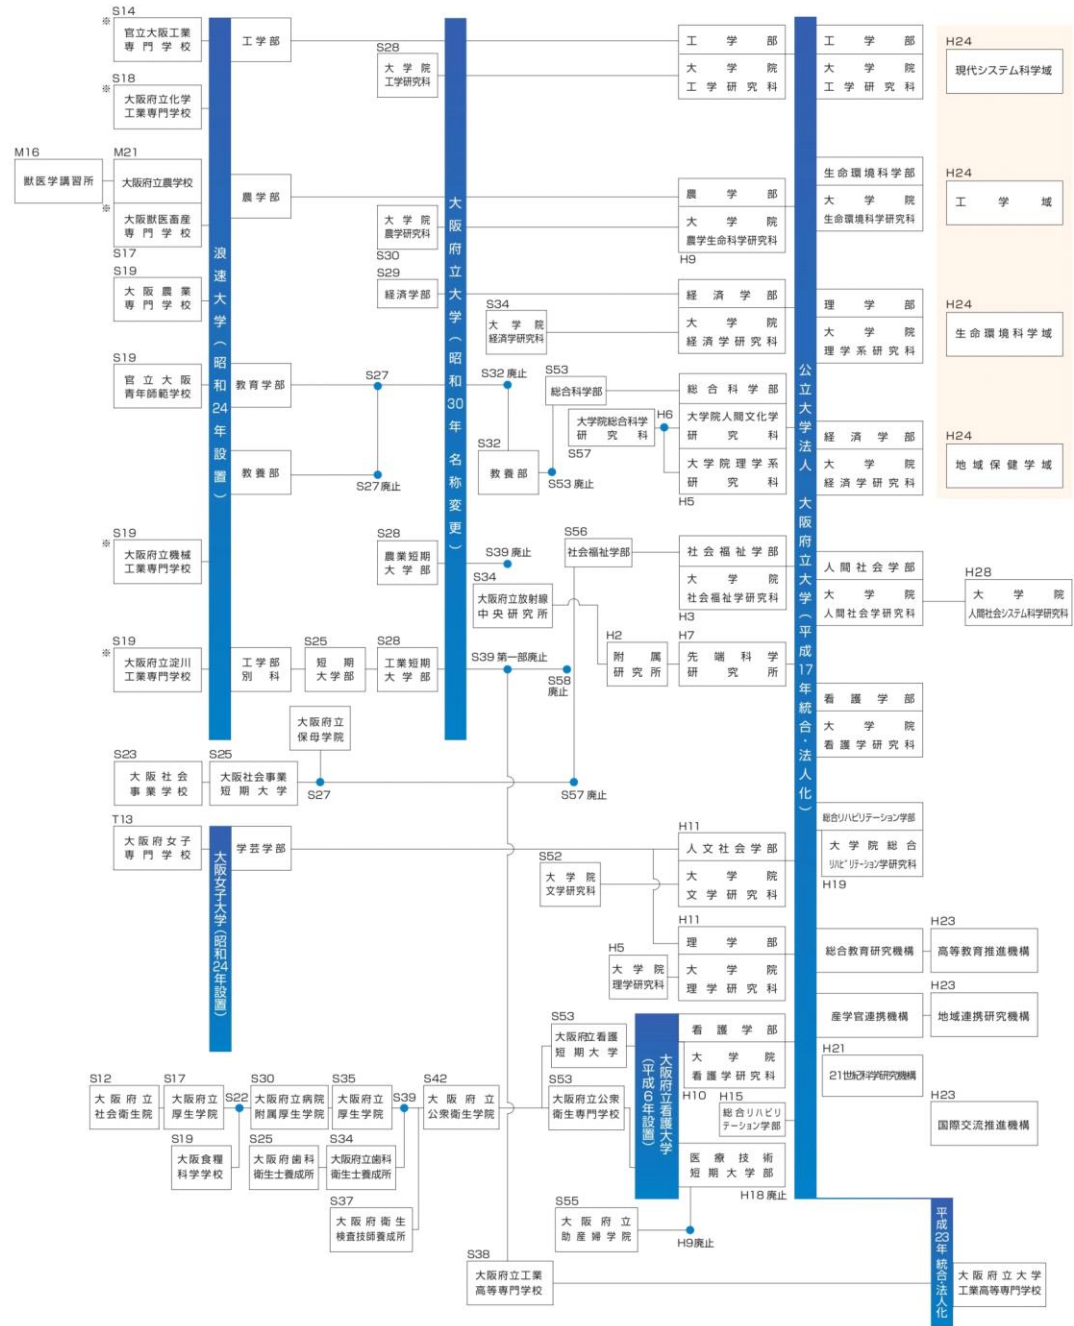 ※
S14
官立大阪工業
専門学校
※
S18
大阪府立化学
工業専門学校
M16
獣医学講習所
M21
大阪府立農学校
※
大阪獣医畜産
専門学校
S17
S19
大阪農業
専門学校
S19
官立大阪
青年師範学校
※
S19
大阪府立機械
工業専門学校
※
S19
大阪府立淀川
工業専門学校
S23
大阪社会
事業学校
S25
大阪社会事業
短期大学
大阪府立
保母学院
S27
T13
大阪府女子
専門学校
浪速大学(昭和24年設置)
大阪女子大学(昭和24年設置)
工学部
農学部
教育学部
教養部
S27
S27廃止
工学部
別科
S25
短期
大学部
S28
工業短期
大学部
学芸学部
S28
大学院
工学研究科
大学院
農学研究科
S30
S29
経済学部
S28
農業短期
大学部
大阪府立大学(昭和30年 名称変更)
S34
大学院
経済学研究科
S32廃止
S32
教養部
S53
総合科学部
S53廃止
大学院総合科学
研究科
S57
H6
S39廃止
S34
大阪府立放射線
中央研究所
S56
社会福祉学部
S39第一部廃止
S58
廃止
S57廃止
H2
附属
研究所
H7
先端科学
研究所
S52
大学院
文学研究科
H5
大学院
理学研究科
工学部
大学院
工学研究科
農学部
大学院
農学生命科学研究科
H9
経済学部
大学院
経済学研究科
総合科学部
大学院人間文化学
研究科
大学院理学系
研究科
H5
社会福祉学部
大学院
社会福祉学研究科
H3
H11
人文社会学部
大学院
文学研究科
H11
理学部
大学院
理学研究科
看護学部
大学院
看護学研究科
H10
H15
総合リハビリ
テーション学部
医療技術
短期大学部
H18廃止
H9廃止
大阪府立看護大学
(平成6年設置)
S53
大阪府立看護
短期大学
S53
大阪府立公衆
衛生専門学校
S55
大阪府立
助産婦学院
S12
大阪府立
社会衛生院
S17
大阪府立
厚生学院
S22
S19
大阪食糧
科学学校
S30
大阪府立病院
附属厚生学院
S25
大阪府歯科
衛生士養成所
S35
大阪府立
厚生学院
S34
大阪府立歯科
衛生士養成所
S39
S37
大阪府衛生
検査技師養成所
S42
大阪府立
公衆衛生学院
S38
大阪府立工業
高等専門学校
公立大学法人 大阪府立大学(平成17年統合・法人化)
工学部
大学院
工学研究科
生命環境科学部
大学院
生命環境科学研究科
理学部
大学院
理学系研究科
経済学部
大学院
経済学研究科
人間社会学部
大学院
人間社会学研究科
看護学部
大学院
看護学研究科
総合リハビリテーション学部
大学院総合
リハビリテーション学研究科
H19
総合教育研究機構
産学官連携機構
H21
21世紀科学研究機構
H24
現代システム科学域
H24
工学域
H24
生命環境科学域
H24
地域保健学域
H28
大学院
人間社会システム科学研究科
H23
高等教育推進機構
H23
地域連携研究機構
H23
国際交流推進機構
平成23年 統合・法人化
大阪府立大学
工業高等専門学校